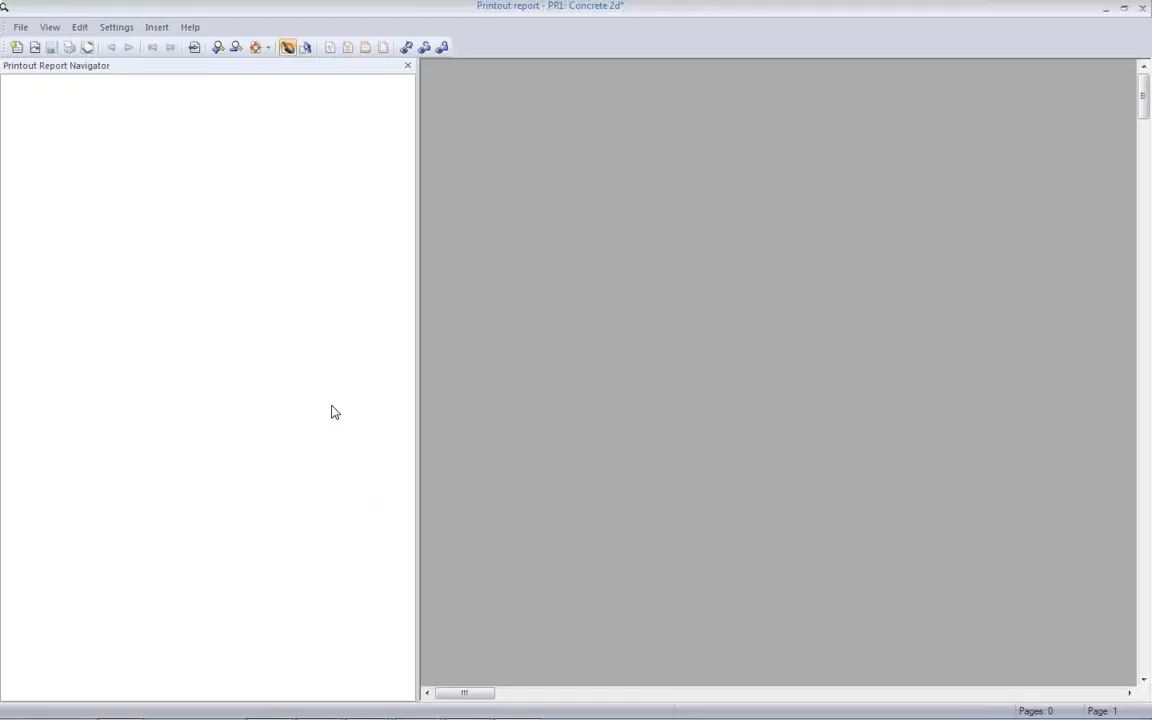 Printout report - PR1: Concrete 2d*
File View Edit Settings Insert Help
Printout Report Navigator
Pages: 0 Page: 1